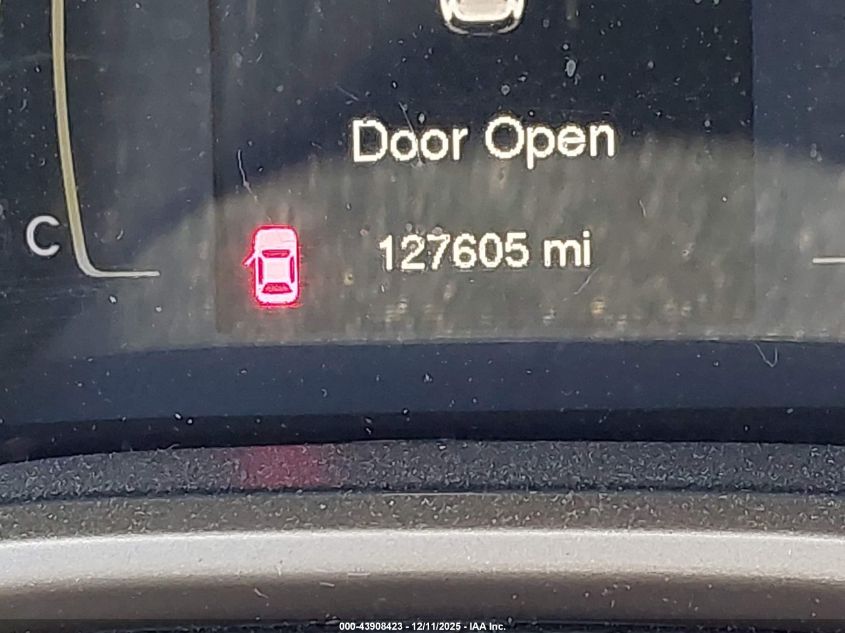 Door Open
C
127605 mi
000-43908423 - 12/11/2025 - IAA Inc.